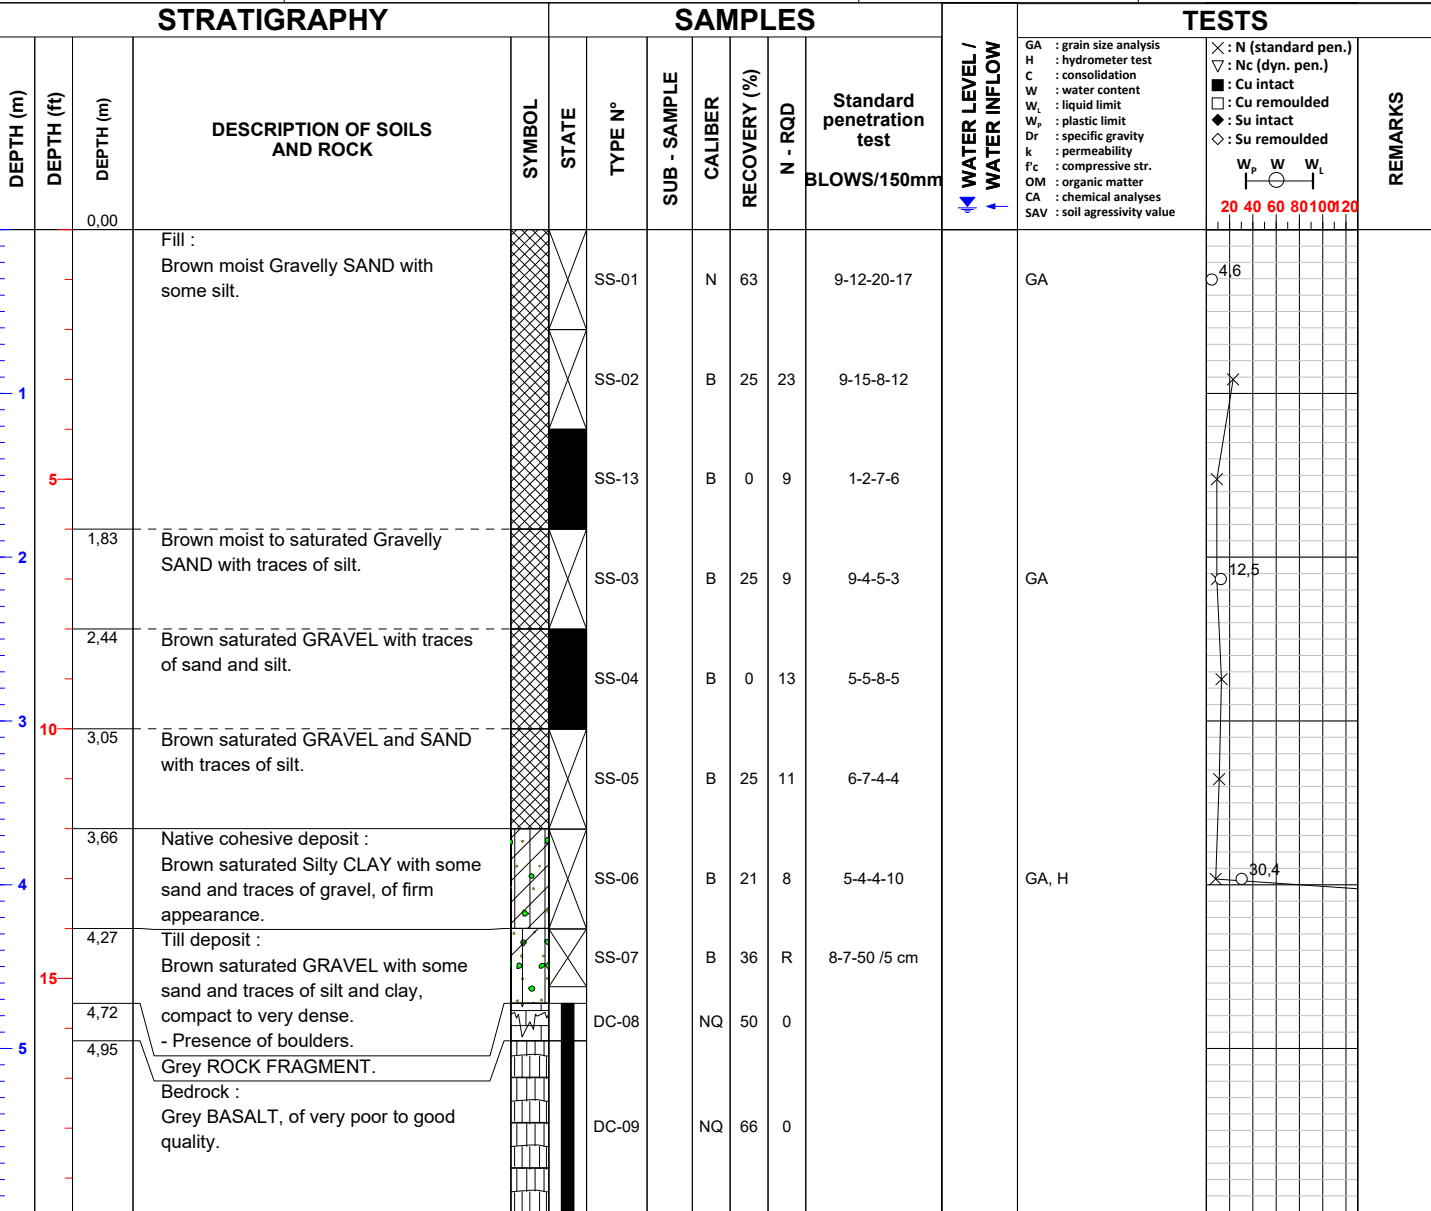 STRATIGRAPHY
SAMPLES
TESTS
DEPTH (m)
DEPTH (ft)
DEPTH (m)
0,00
DESCRIPTION OF SOILS
AND ROCK
SYMBOL
STATE
TYPE N°
SUB - SAMPLE
CALIBER
RECOVERY (%)
N - RQD
Standard
penetration
test
BLOWS/150mm
WATER LEVEL /
WATER INFLOW
GA : grain size analysis
H : hydrometer test
C : consolidation
W : water content
WL : liquid limit
WP : plastic limit
Dr : specific gravity
k : permeability
f'c : compressive str.
OM : organic matter
CA : chemical analyses
SAV : soil agressivity value
: N (standard pen.)
: Nc (dyn. pen.)
: Cu intact
: Cu remoulded
: Su intact
: Su remoulded
WP W WL
20 40 60 80 100 120
REMARKS
Fill :
Brown moist Gravelly SAND with
some silt.
SS-01 N 63 9-12-20-17 GA 4,6
SS-02 B 25 23 9-15-8-12
1
SS-13 B 0 9 1-2-7-6
5
1,83 Brown moist to saturated Gravelly
SAND with traces of silt.
2
SS-03 B 25 9 9-4-5-3 GA 12,5
2,44 Brown saturated GRAVEL with traces
of sand and silt.
SS-04 B 0 13 5-5-8-5
3
10
3,05 Brown saturated GRAVEL and SAND
with traces of silt.
SS-05 B 25 11 6-7-4-4
3,66 Native cohesive deposit :
Brown saturated Silty CLAY with some
sand and traces of gravel, of firm
appearance.
SS-06 B 21 8 5-4-4-10 GA, H 30,4
4
4,27 Till deposit :
Brown saturated GRAVEL with some
sand and traces of silt and clay,
compact to very dense.
- Presence of boulders.
SS-07 B 36 R 8-7-50 /5 cm
15
4,72 Grey ROCK FRAGMENT.
DC-08 NQ 50 0
5
4,95 Bedrock :
Grey BASALT, of very poor to good
quality.
DC-09 NQ 66 0